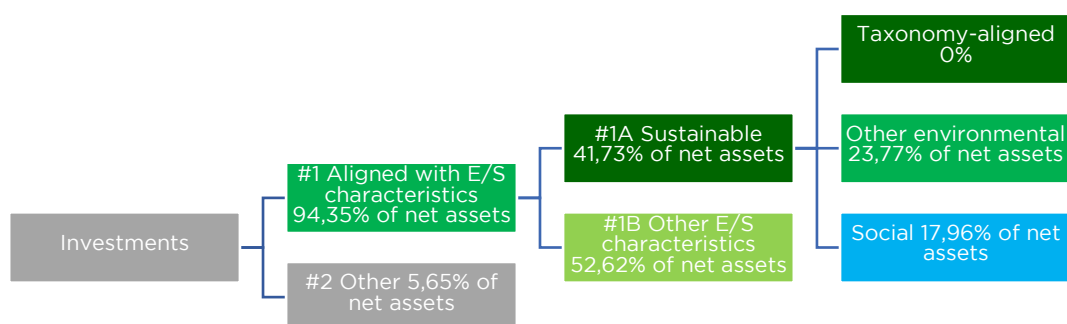 Investments
#1 Aligned with E/S
characteristics
94,35% of net assets
#2 Other 5,65% of
net assets
#1A Sustainable
41,73% of net assets
#1B Other E/S
characteristics
52,62% of net assets
Taxonomy-aligned
0%
Other environmental
23,77% of net assets
Social 17,96% of net
assets